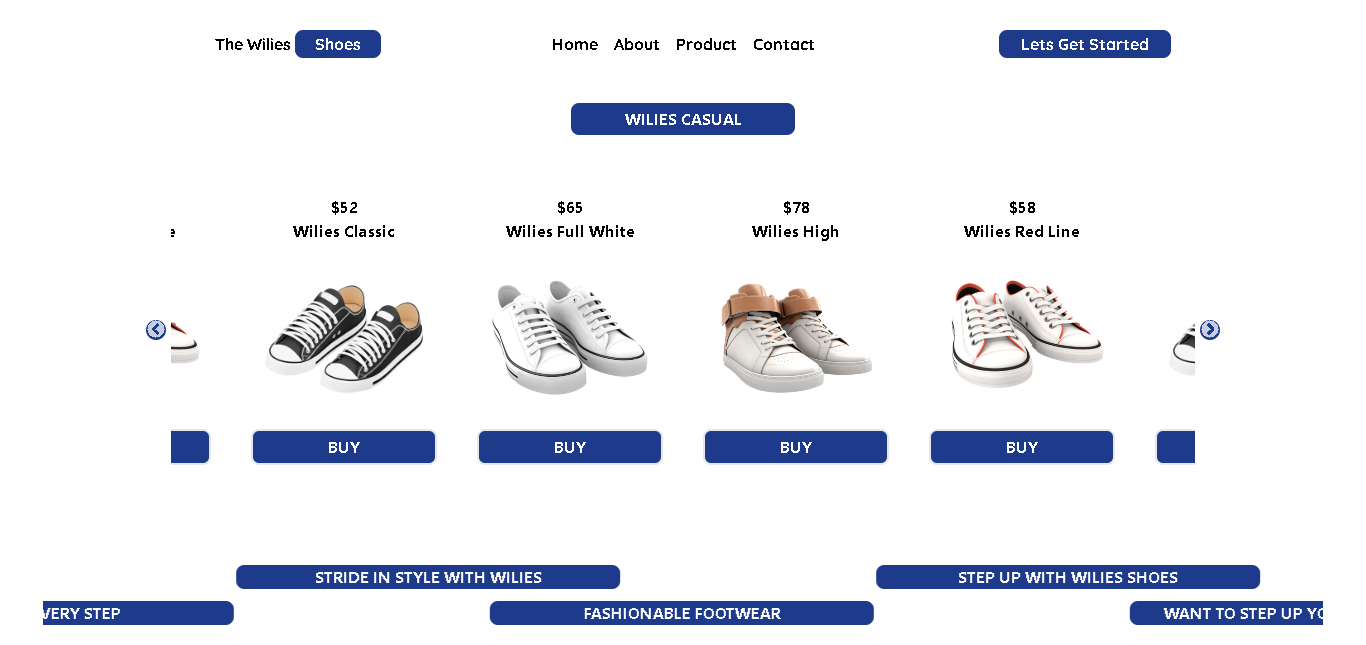 The Wilies Shoes
Home About Product Contact
Lets Get Started
WILIES CASUAL
e
$52
Wilies Classic
$65
Wilies Full White
$78
Wilies High
$58
Wilies Red Line
BUY
BUY
BUY
BUY
STRIDE IN STYLE WITH WILIES
STEP UP WITH WILIES SHOES
VERY STEP
FASHIONABLE FOOTWEAR
WANT TO STEP UP YO